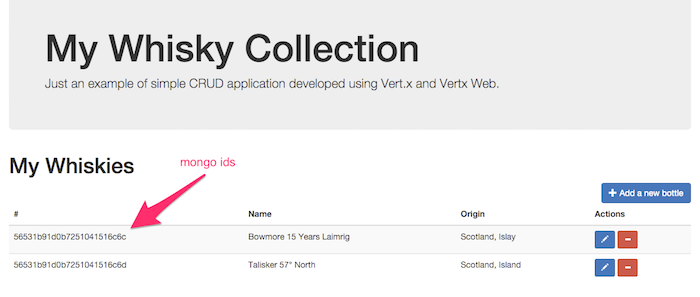 My Whisky Collection
Just an example of simple CRUD application developed using Vert.x and Vertx Web.
My Whiskies
mongo ids
Add a new bottle
# Name Origin Actions
56531b91d0b7251041516c6c Bowmore 15 Years Laimrig Scotland, Islay
56531b91d0b7251041516c6d Talisker 57° North Scotland, Island